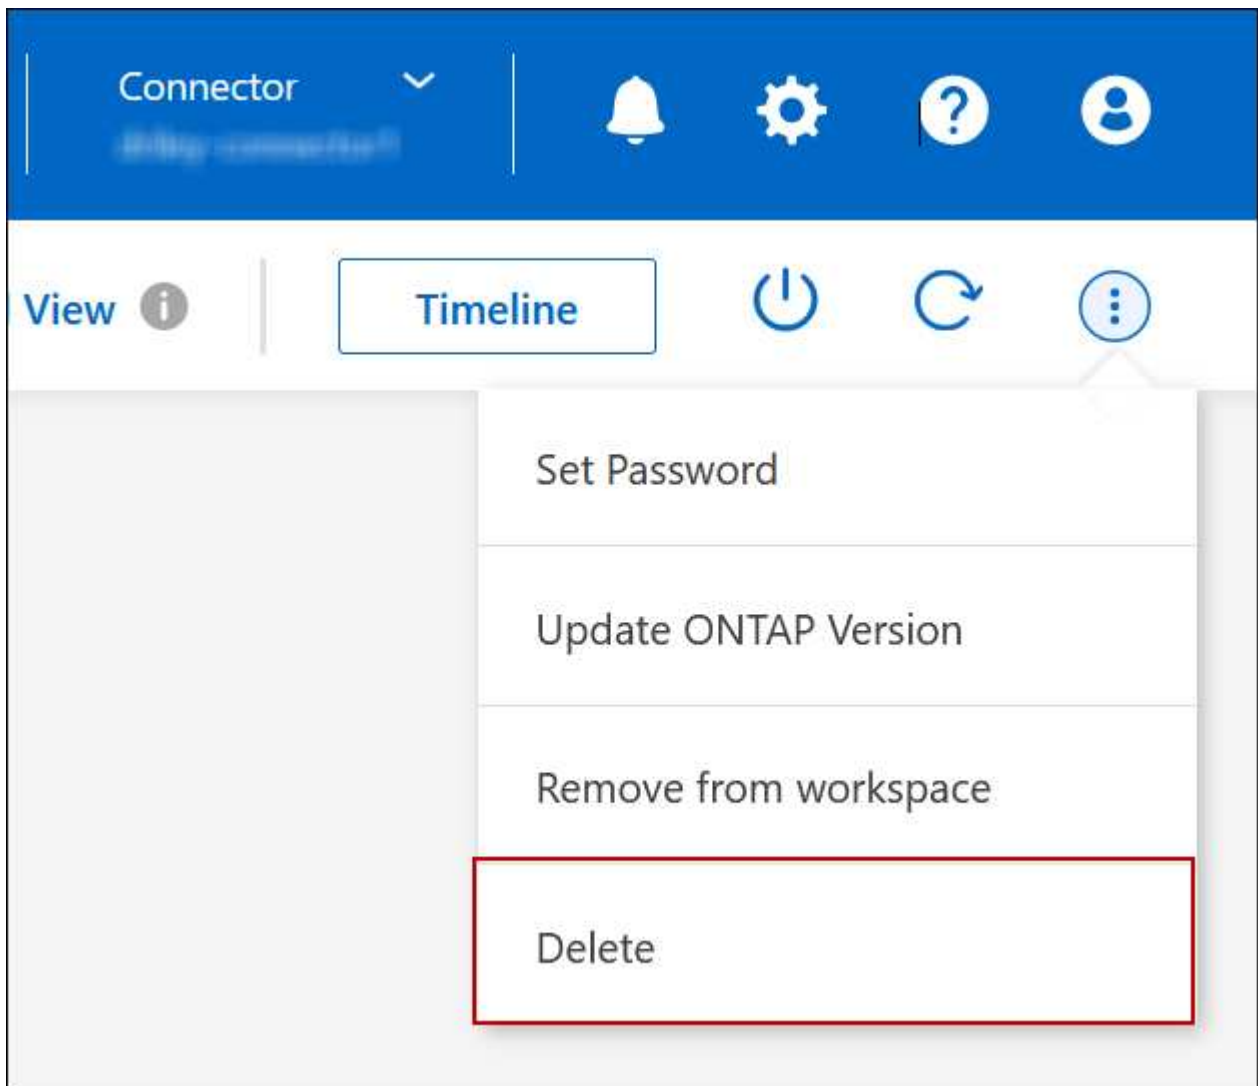 Connector
View
Timeline
Set Password
Update ONTAP Version
Remove from workspace
Delete